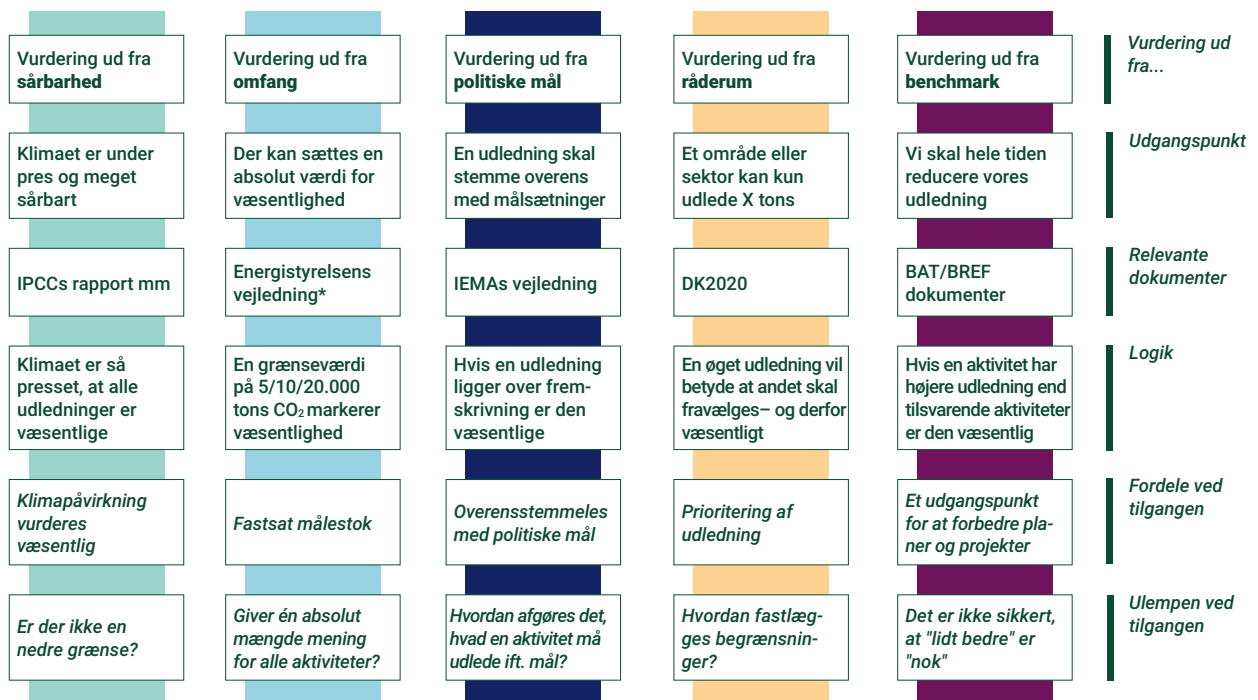 Vurdering ud fra
sårbarhed
Vurdering ud fra
omfang
Vurdering ud fra
politiske mål
Vurdering ud fra
råderum
Vurdering ud fra
benchmark
Vurdering ud
fra...
Klimaet er under
pres og meget
sårbart
Der kan sættes en
absolut værdi for
væsentlighed
En udledning skal
stemme overens
med målsætninger
Et område eller
sektor kan kun
udlede X tons
Vi skal hele tiden
reducere vores
udledning
Udgangspunkt
IPCCs rapport mm
Energistyrelsens
vejledning*
IEMAs vejledning
DK2020
BAT/BREF
dokumenter
Relevante
dokumenter
Klimaet er så
presset, at alle
udledninger er
væsentlige
En grænseværdi
på 5/10/20.000
tons CO₂ markerer
væsentlighed
Hvis en udledning
ligger over frem-
skrivning er den
væsentlige
En øget udledning vil
betyde at andet skal
fravælges– og derfor
væsentligt
Hvis en aktivitet har
højere udledning end
tilsvarende aktiviteter
er den væsentlig
Logik
Klimapåvirkning
vurderes
væsentlig
Fastsat målestok
Overensstemmeles
med politiske mål
Prioritering af
udledning
Et udgangspunkt
for at forbedre pla-
ner og projekter
Fordele ved
tilgangen
Er der ikke en
nedre grænse?
Giver én absolut
mængde mening
for alle aktiviteter?
Hvordan afgøres det,
hvad en aktivitet må
udlede ift. mål?
Hvordan fastlæg-
ges begrænsnin-
ger?
Det er ikke sikkert,
at "lidt bedre" er
"nok"
Ulempen ved
tilgangen